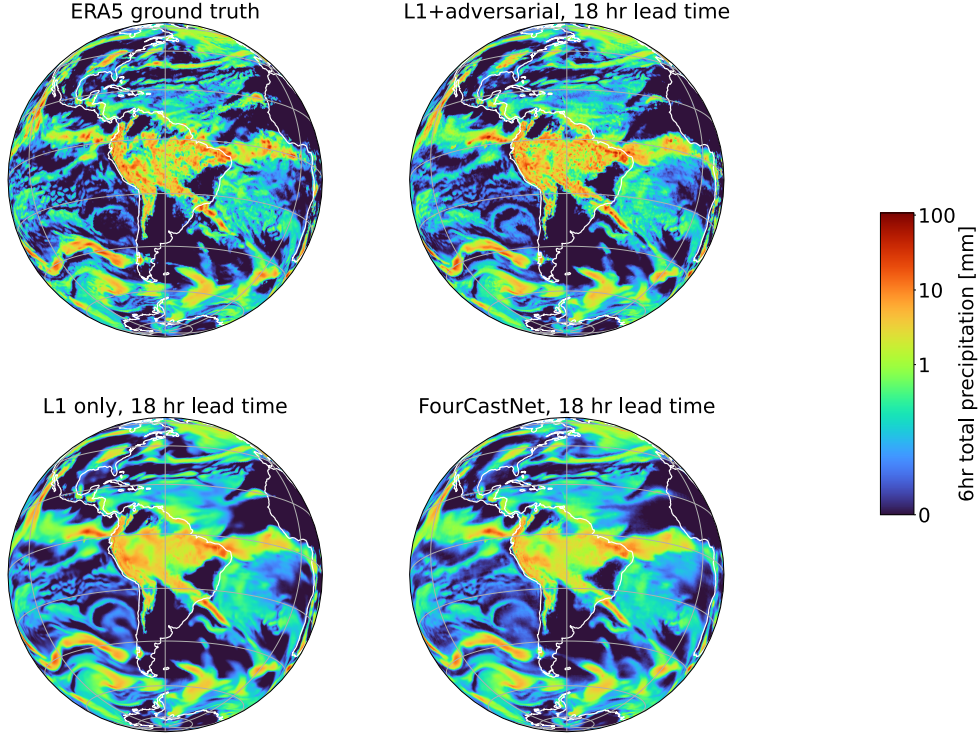 ERA5 ground truth
L1+adversarial, 18 hr lead time
L1 only, 18 hr lead time
FourCastNet, 18 hr lead time
100
10
1
0
6hr total precipitation [mm]